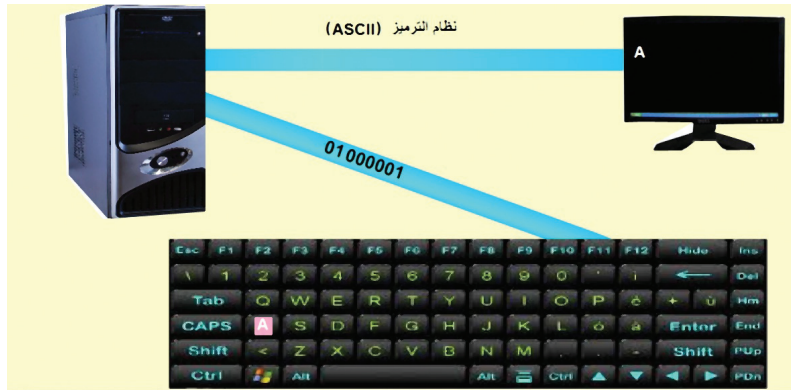 نظام الترميز (ASCII)
A
01000001
Esc F1 F2 F3 F4 F5 F6 F7 F8 F9 F10 F11 F12 Hide Ins
\ 1 2 3 4 5 6 7 8 9 0 ' ì Del
Tab Q W E R T Y U I O P è + ù Hm
CAPS A S D F G H J K L ò à Enter End
Shift < Z X C V B N M , . - Shift PUp
Ctrl Alt Alt Ctrl PDn